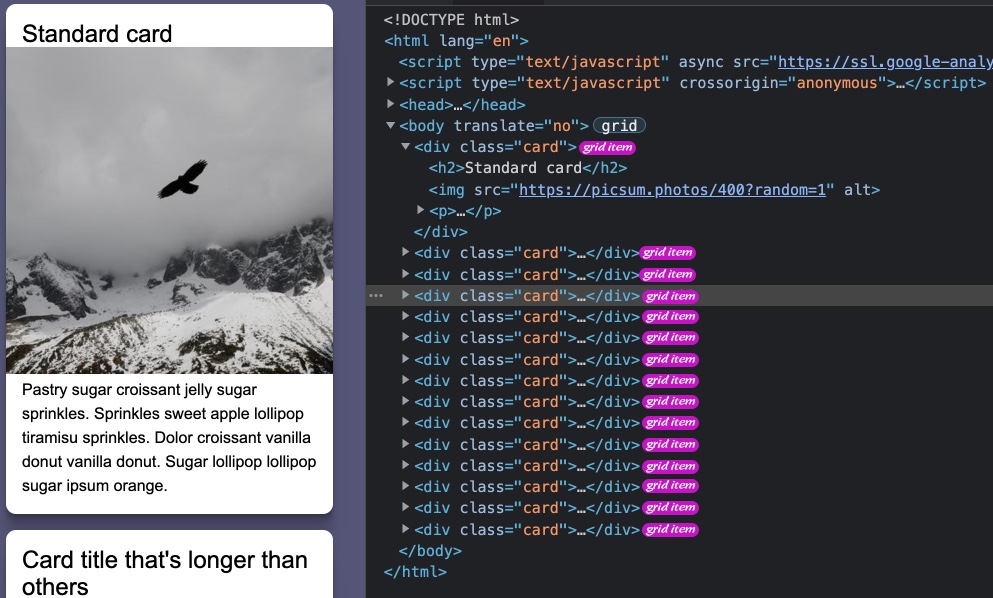 Standard card
Pastry sugar croissant jelly sugar
sprinkles. Sprinkles sweet apple lollipop
tiramisu sprinkles. Dolor croissant vanilla
donut vanilla donut. Sugar lollipop lollipop
sugar ipsum orange.
Card title that's longer than
others
<!DOCTYPE html>
<html lang="en">
<script type="text/javascript" async src="https://ssl.google-analy
<script type="text/javascript" crossorigin="anonymous">…</script>
<head>…</head>
<body translate="no"> grid
<div class="card"> grid item
<h2>Standard card</h2>
<img src="https://picsum.photos/400?random=1" alt>
<p>…</p>
</div>
<div class="card">…</div> grid item
<div class="card">…</div> grid item
<div class="card">…</div> grid item
<div class="card">…</div> grid item
<div class="card">…</div> grid item
<div class="card">…</div> grid item
<div class="card">…</div> grid item
<div class="card">…</div> grid item
<div class="card">…</div> grid item
<div class="card">…</div> grid item
<div class="card">…</div> grid item
<div class="card">…</div> grid item
<div class="card">…</div> grid item
<div class="card">…</div> grid item
</body>
</html>